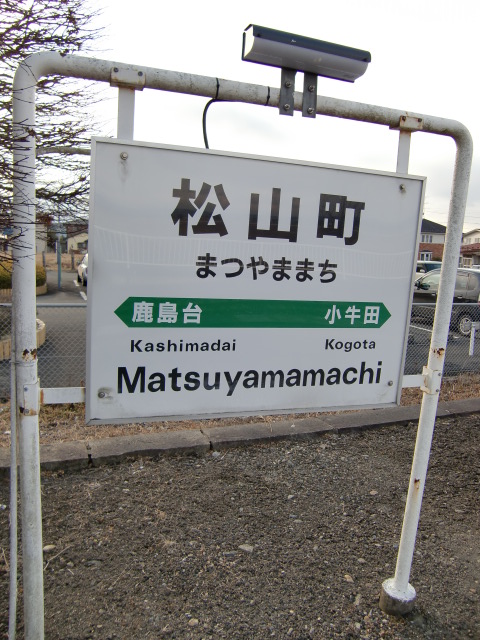 松山町
まつやままち
鹿島台 小牛田
Kashimadai Kogota
Matsuyamamachi